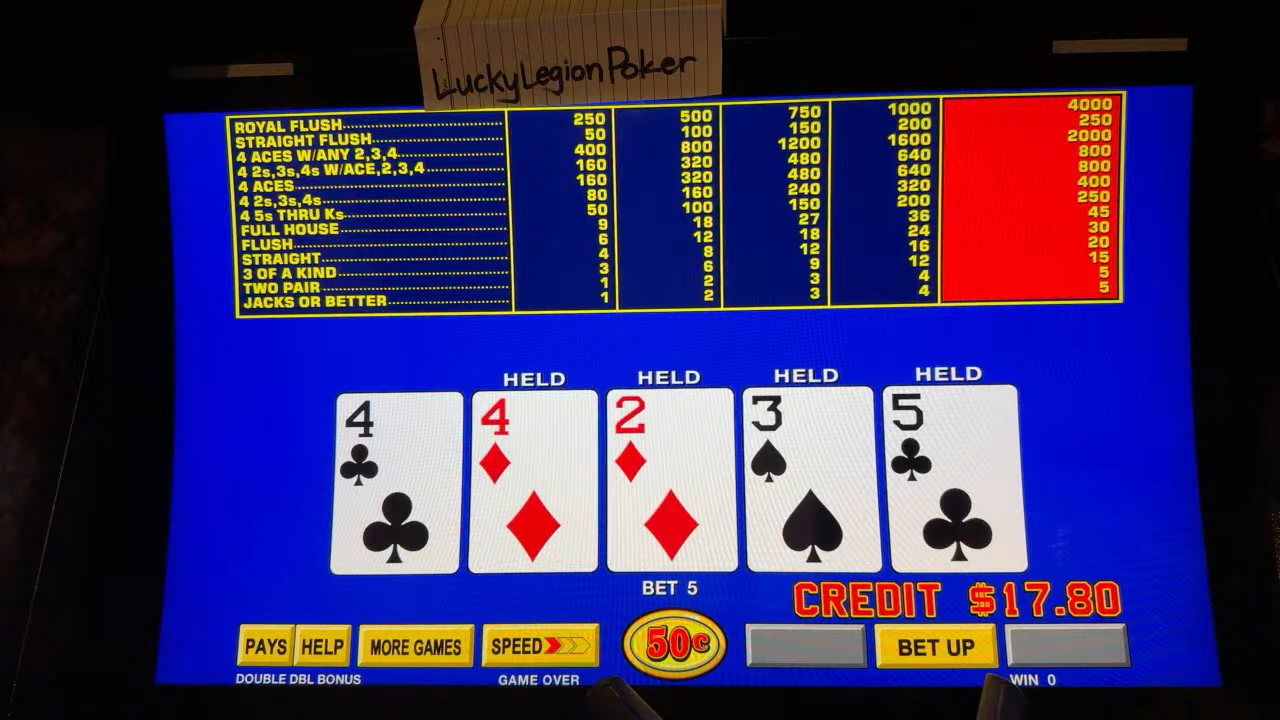 LuckyLegionPoker
ROYAL FLUSH 250 500 750 1000 4000
STRAIGHT FLUSH 50 100 150 200 250
4 ACES W/ANY 2,3,4 400 800 1200 1600 2000
4 2s,3s,4s W/ACE,2,3,4 160 320 480 640 800
4 ACES 160 320 480 640 800
4 2s,3s,4s 80 160 240 320 400
4 5s THRU Ks 50 100 150 200 250
FULL HOUSE 9 18 27 36 45
FLUSH 6 12 18 24 30
STRAIGHT 4 8 12 16 20
3 OF A KIND 3 6 9 12 15
TWO PAIR 1 2 3 4 5
JACKS OR BETTER 1 2 3 4 5
HELD HELD HELD HELD
4 4 2 3 5
BET 5
CREDIT $17.80
PAYS HELP MORE GAMES SPEED 50¢ BET UP
DOUBLE DBL BONUS GAME OVER WIN 0